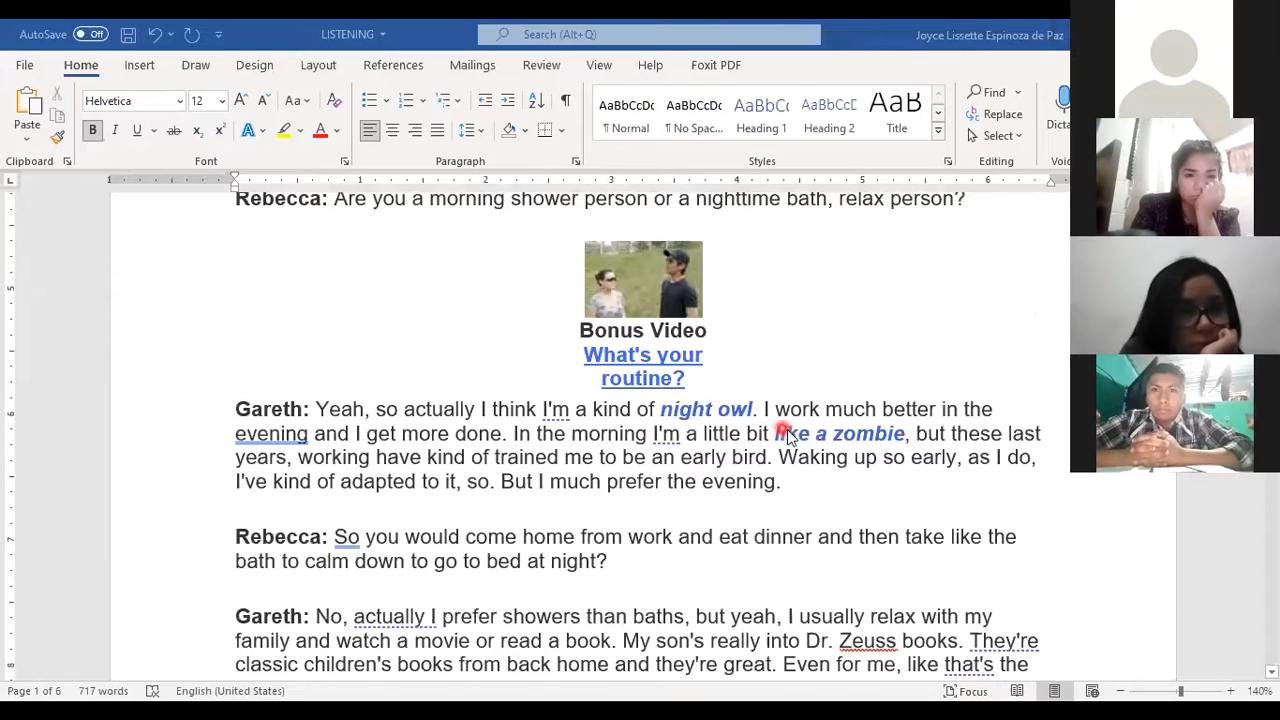 AutoSave Off LISTENING Search (Alt+Q) Joyce Lissette Espinoza de Paz
File Home Insert Draw Design Layout References Mailings Review View Help Foxit PDF
Paste
Helvetica 12
AaBbCcDc AaBbCcDc AaBbC AaBbCcD AaB
¶ Normal ¶ No Spac... Heading 1 Heading 2 Title
Find
Replace
Select
Dicta
Clipboard Font Paragraph Styles Editing Voi
Rebecca: Are you a morning shower person or a nighttime bath, relax person?
Bonus Video
What's your
routine?
Gareth: Yeah, so actually I think I'm a kind of night owl. I work much better in the
evening and I get more done. In the morning I'm a little bit like a zombie, but these last
years, working have kind of trained me to be an early bird. Waking up so early, as I do,
I've kind of adapted to it, so. But I much prefer the evening.
Rebecca: So you would come home from work and eat dinner and then take like the
bath to calm down to go to bed at night?
Gareth: No, actually I prefer showers than baths, but yeah, I usually relax with my
family and watch a movie or read a book. My son's really into Dr. Zeuss books. They're
classic children's books from back home and they're great. Even for me, like that's the
Page 1 of 6 717 words English (United States) Focus 140%